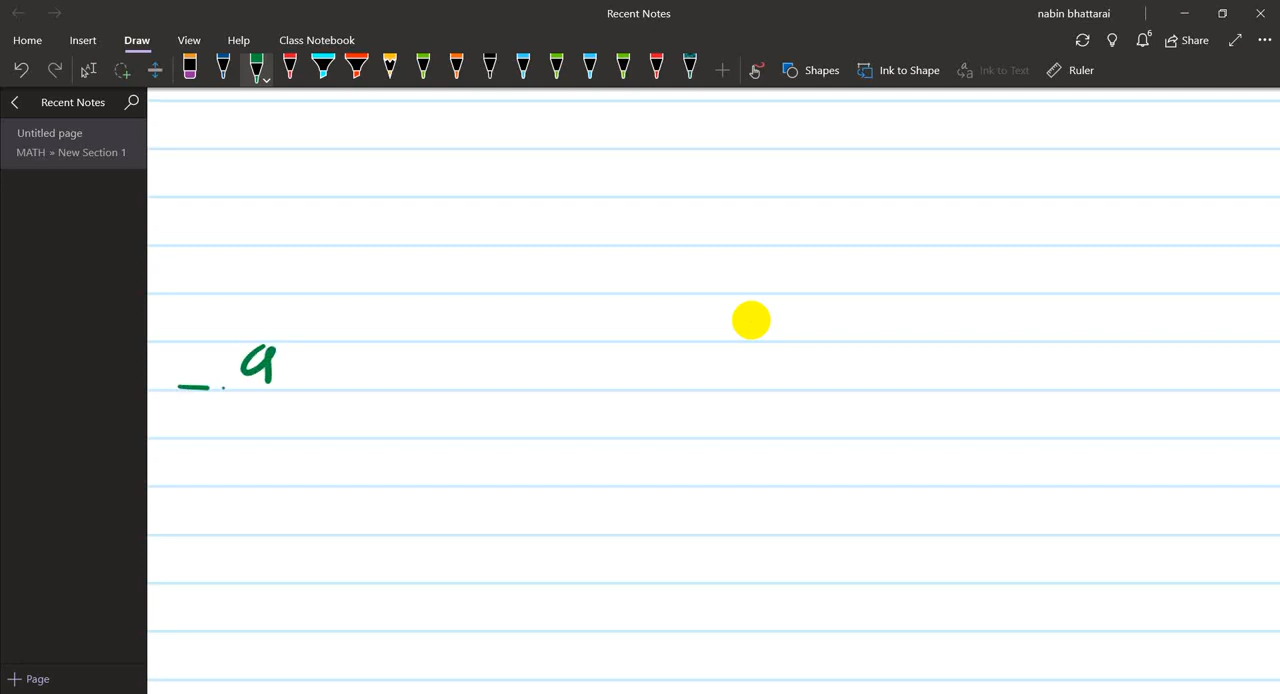 Recent Notes
nabin bhattarai
Home Insert Draw View Help Class Notebook
6
Share
Shapes Ink to Shape Ink to Text Ruler
Recent Notes
Untitled page
MATH » New Section 1
Page